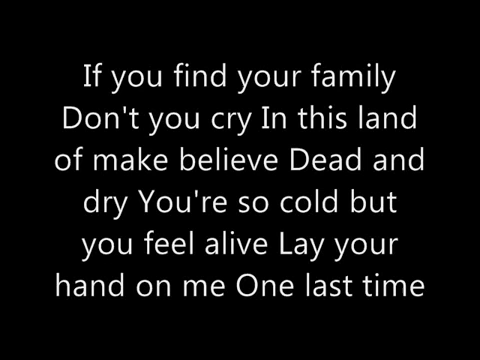 If you find your family
Don't you cry In this land
of make believe Dead and
dry You're so cold but
you feel alive Lay your
hand on me One last time